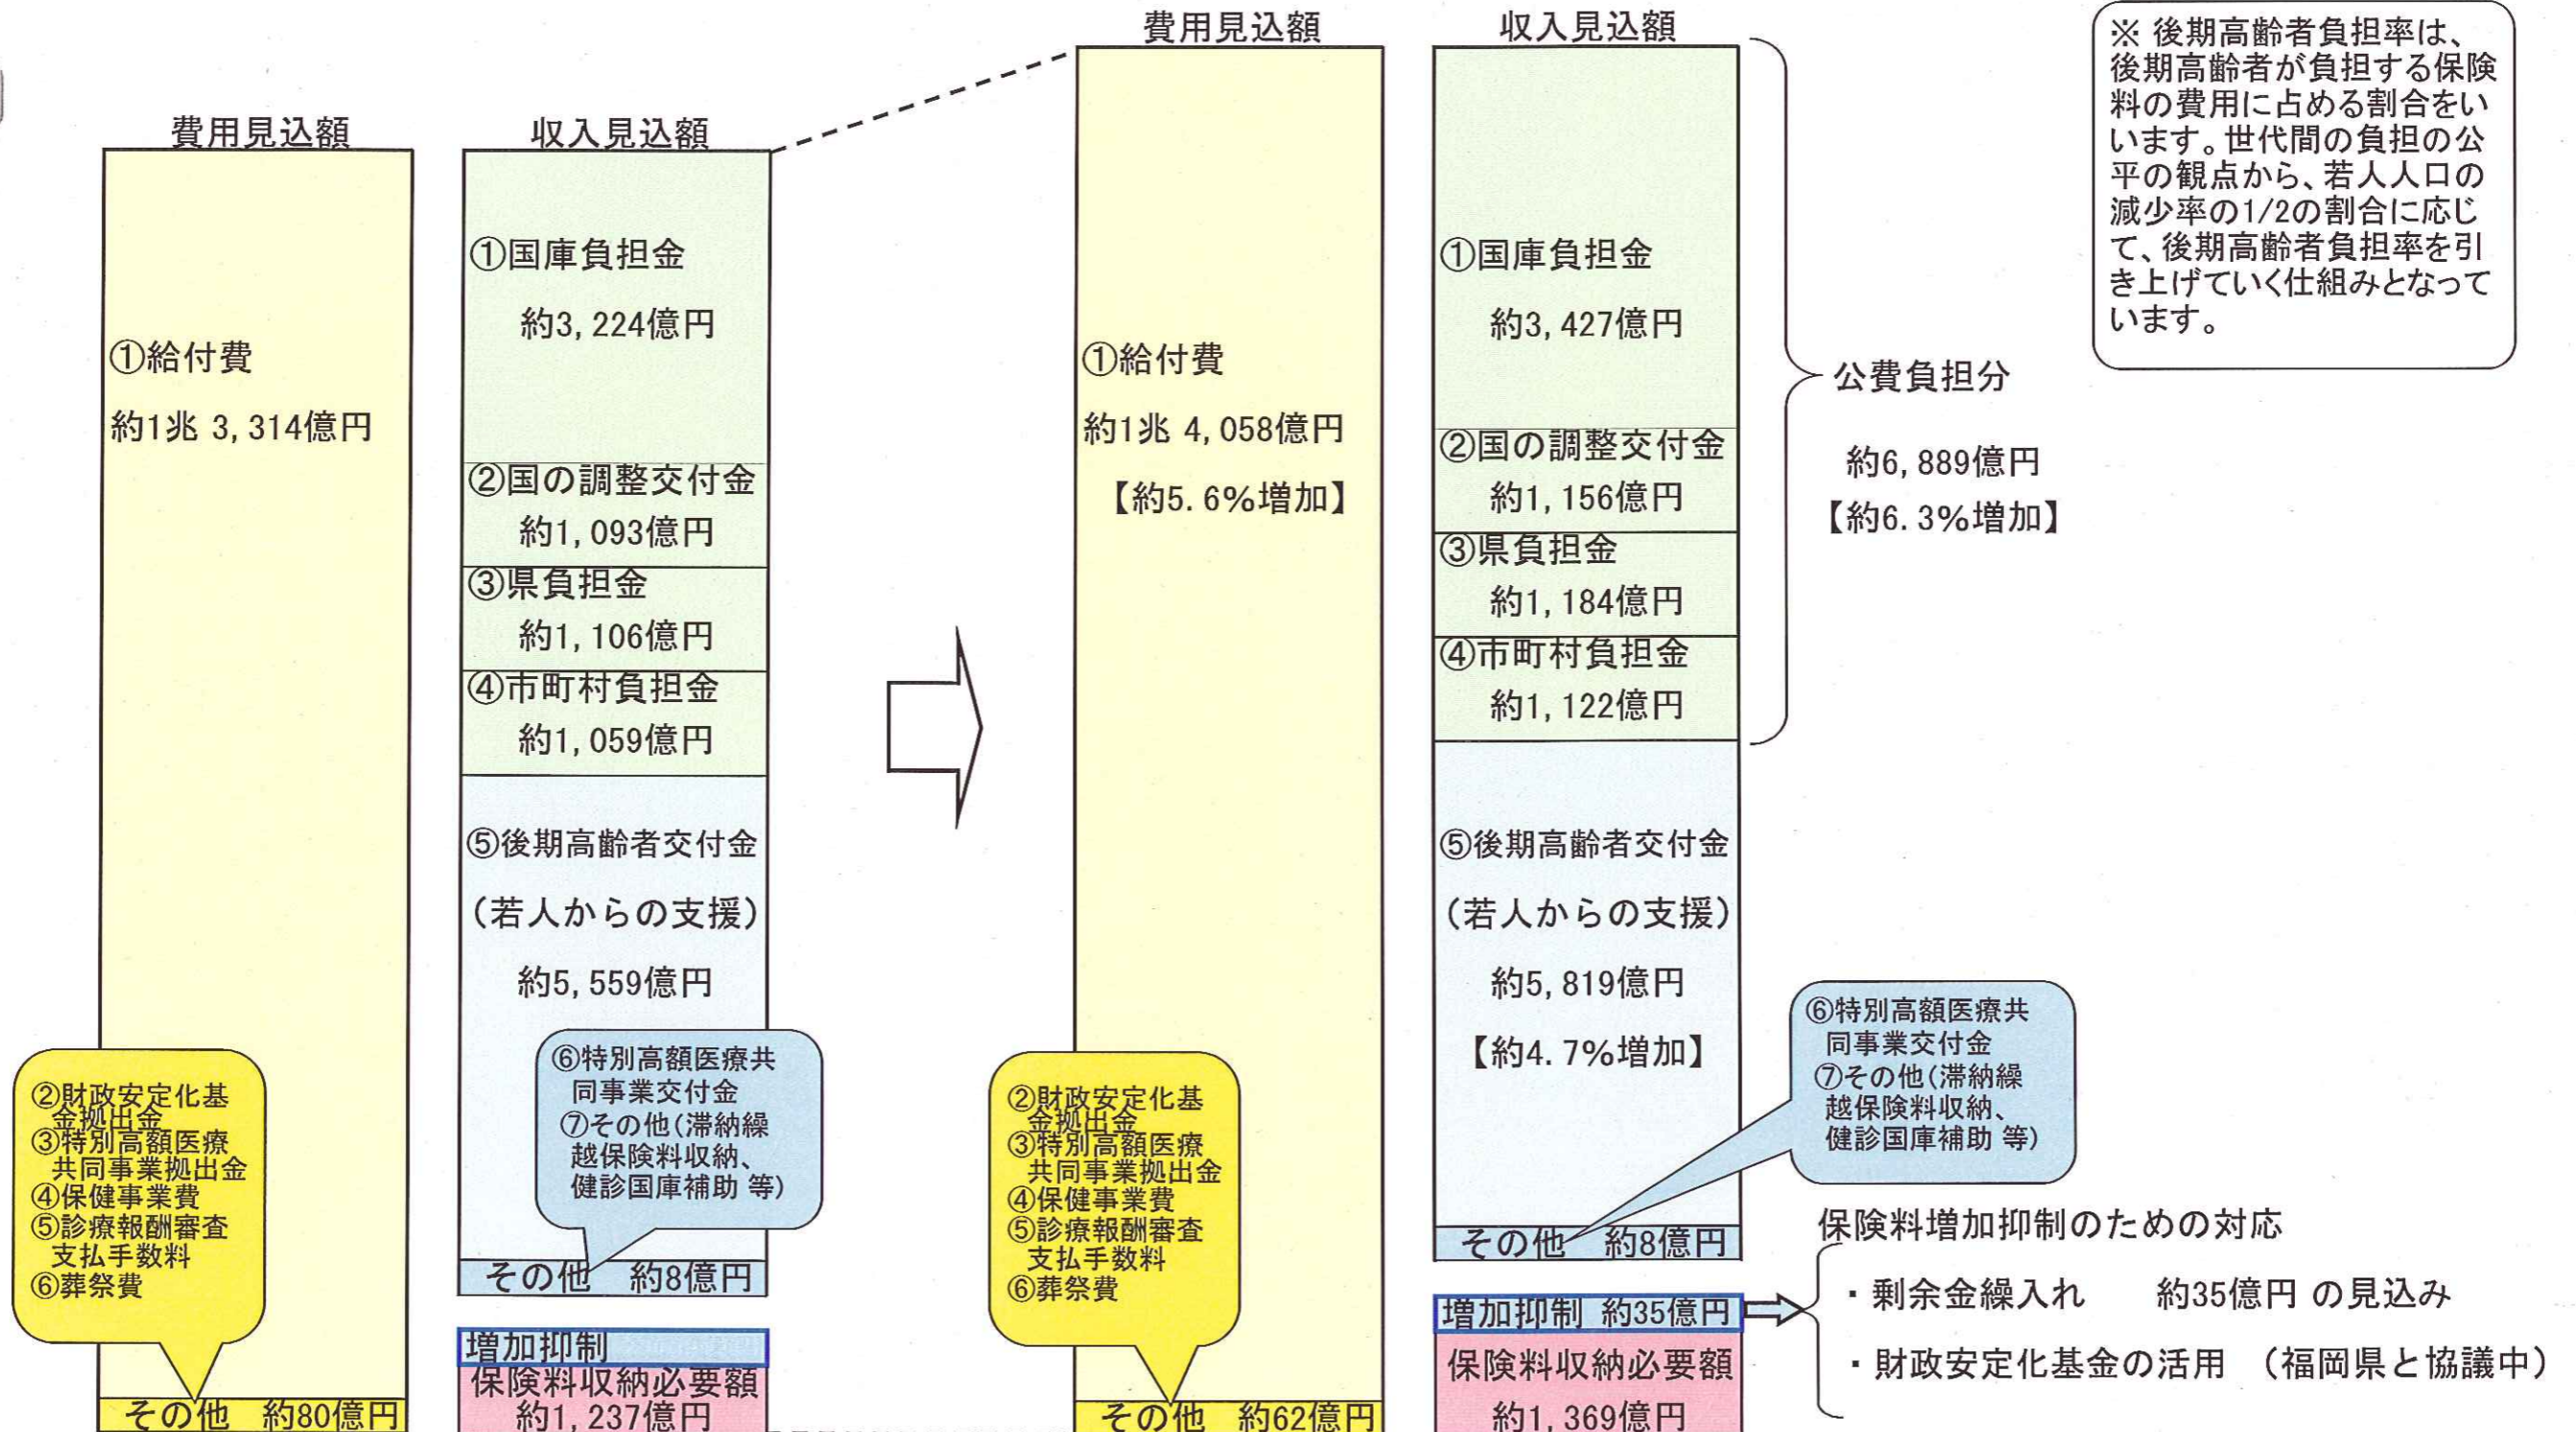 費用見込額
収入見込額
①給付費
約1兆 3,314億円
②財政安定化基
金拠出金
③特別高額医療
共同事業拠出金
④保健事業費
⑤診療報酬審査
支払手数料
⑥葬祭費
その他 約80億円
①国庫負担金
約3,224億円
②国の調整交付金
約1,093億円
③県負担金
約1,106億円
④市町村負担金
約1,059億円
⑤後期高齢者交付金
(若人からの支援)
約5,559億円
⑥特別高額医療共
同事業交付金
⑦その他(滞納繰
越保険料収納、
健診国庫補助 等)
その他 約8億円
増加抑制
保険料収納必要額
約1,237億円
費用見込額
収入見込額
①給付費
約1兆 4,058億円
【約5.6%増加】
②財政安定化基
金拠出金
③特別高額医療
共同事業拠出金
④保健事業費
⑤診療報酬審査
支払手数料
⑥葬祭費
その他 約62億円
①国庫負担金
約3,427億円
②国の調整交付金
約1,156億円
③県負担金
約1,184億円
④市町村負担金
約1,122億円
⑤後期高齢者交付金
(若人からの支援)
約5,819億円
【約4.7%増加】
その他 約8億円
増加抑制 約35億円
保険料収納必要額
約1,369億円
公費負担分
約6,889億円
【約6.3%増加】
⑥特別高額医療共
同事業交付金
⑦その他(滞納繰
越保険料収納、
健診国庫補助 等)
保険料増加抑制のための対応
・剰余金繰入れ 約35億円 の見込み
・財政安定化基金の活用 (福岡県と協議中)
※ 後期高齢者負担率は、
後期高齢者が負担する保険
料の費用に占める割合をい
います。世代間の負担の公
平の観点から、若人人口の
減少率の1/2の割合に応じ
て、後期高齢者負担率を引
き上げていく仕組みとなって
います。